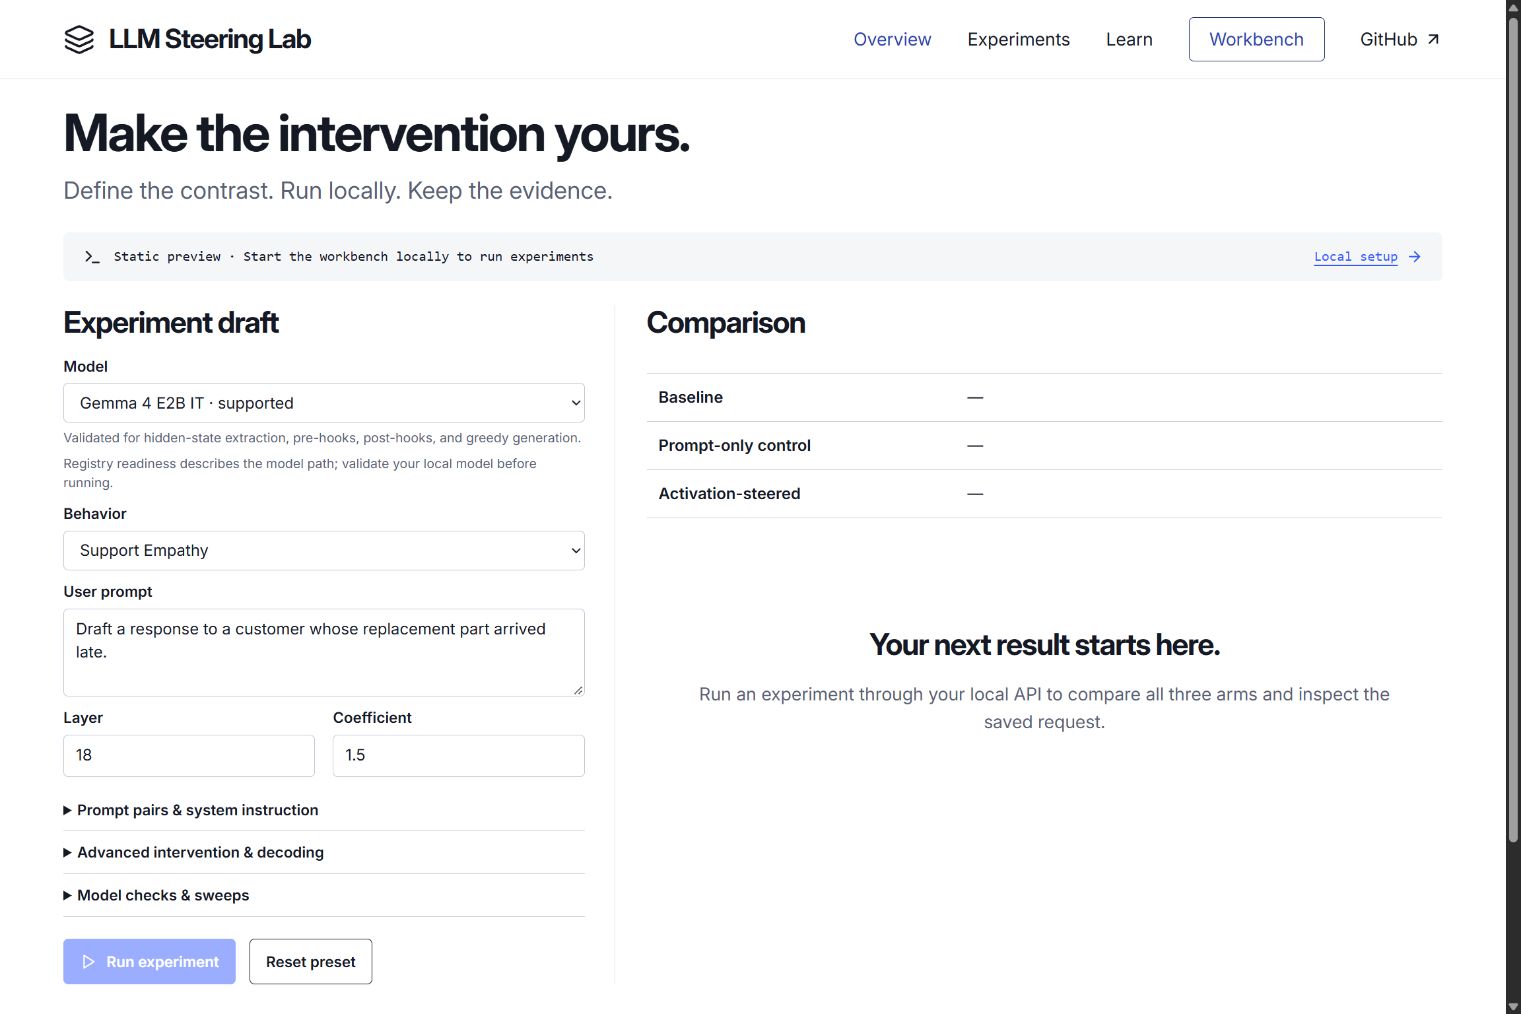 LLM Steering Lab
Overview
Experiments
Learn
Workbench
GitHub
Make the intervention yours.
Define the contrast. Run locally. Keep the evidence.
Static preview · Start the workbench locally to run experiments
Local setup
Experiment draft
Model
Gemma 4 E2B IT · supported
Validated for hidden-state extraction, pre-hooks, post-hooks, and greedy generation.
Registry readiness describes the model path; validate your local model before
running.
Behavior
Support Empathy
User prompt
Draft a response to a customer whose replacement part arrived
late.
Layer
Coefficient
18
1.5
Prompt pairs & system instruction
Advanced intervention & decoding
Model checks & sweeps
Run experiment
Reset preset
Comparison
Baseline —
Prompt-only control —
Activation-steered —
Your next result starts here.
Run an experiment through your local API to compare all three arms and inspect the
saved request.